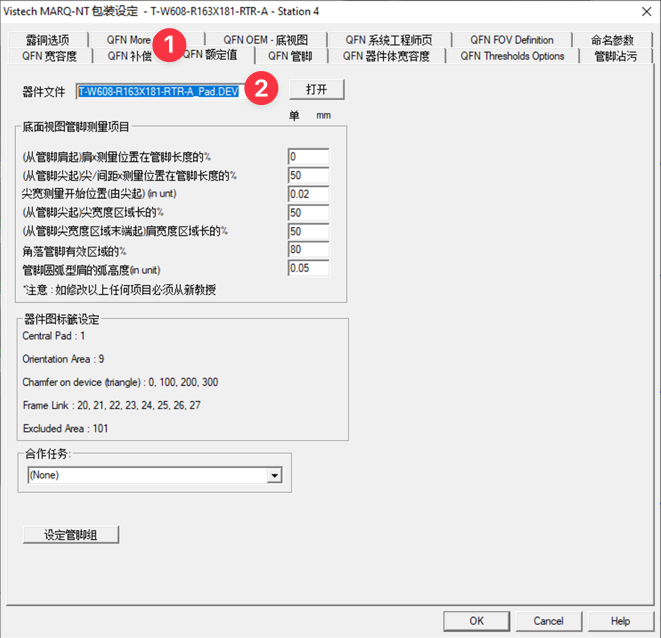 Vistech MARQ-NT 包装设定 - T-W608-R163X181-RTR-A - Station 4
露铜选项 QFN More 1 QFN OEM - 底视图 QFN 系统工程师页 QFN FOV Definition 命名参数
QFN 宽容度 QFN 补偿 QFN 额定值 QFN 管脚 QFN 器件体宽容度 QFN Thresholds Options 管脚沾污
器件文件 T-W608-R163X181-RTR-A_Pad.DEV 2 打开
单 mm
底面视图管脚测量项目
(从管脚肩起)肩x测量位置在管脚长度的% 0
(从管脚尖起)尖/间距x测量位置在管脚长度的% 50
尖宽测量开始位置(由尖起) (in unt) 0.02
(从管脚尖起)尖宽度区域长的% 50
(从管脚尖宽度区域末端起)肩宽度区域长的% 50
角落管脚有效区域的% 80
管脚圆弧型肩的弧高度(in unit) 0.05
*注意 : 如修改以上任何项目必须从新教授
器件图标籤设定
Central Pad : 1
Orientation Area : 9
Chamfer on device (triangle) : 0, 100, 200, 300
Frame Link : 20, 21, 22, 23, 24, 25, 26, 27
Excluded Area : 101
合作任务:
(None)
设定管脚组
OK Cancel Help